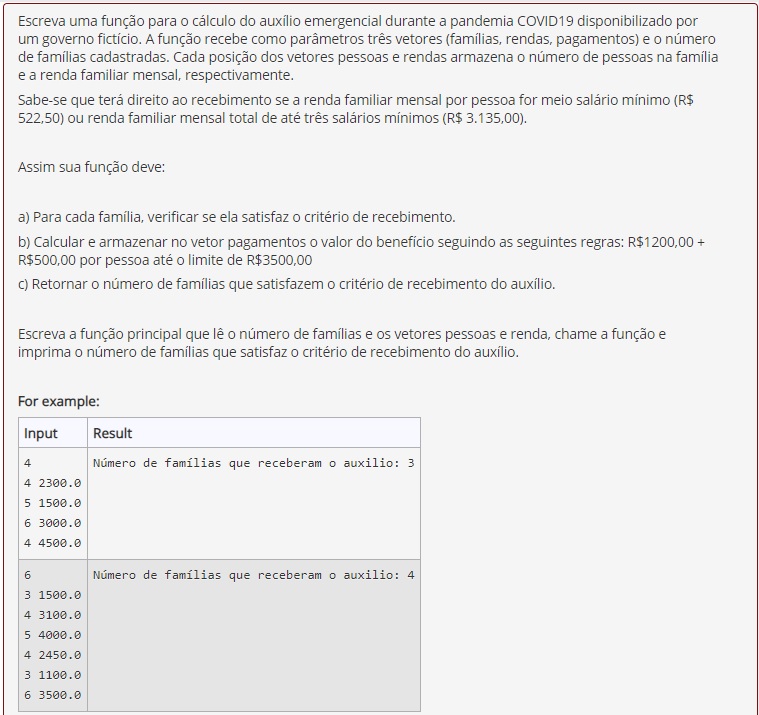 Escreva uma função para o cálculo do auxílio emergencial durante a pandemia COVID19 disponibilizado por
um governo fictício. A função recebe como parâmetros três vetores (famílias, rendas, pagamentos) e o número
de famílias cadastradas. Cada posição dos vetores pessoas e rendas armazena o número de pessoas na família
e a renda familiar mensal, respectivamente.
Sabe-se que terá direito ao recebimento se a renda familiar mensal por pessoa for meio salário mínimo (R$
522,50) ou renda familiar mensal total de até três salários mínimos (R$ 3.135,00).
Assim sua função deve:
a) Para cada família, verificar se ela satisfaz o critério de recebimento.
b) Calcular e armazenar no vetor pagamentos o valor do benefício seguindo as seguintes regras: R$1200,00 +
R$500,00 por pessoa até o limite de R$3500,00
c) Retornar o número de famílias que satisfazem o critério de recebimento do auxílio.
Escreva a função principal que lê o número de famílias e os vetores pessoas e renda, chame a função e
imprima o número de famílias que satisfaz o critério de recebimento do auxílio.
For example:
Input Result
4 Número de famílias que receberam o auxilio: 3
4 2300.0
5 1500.0
6 3000.0
4 4500.0
6 Número de famílias que receberam o auxilio: 4
3 1500.0
4 3100.0
5 4000.0
4 2450.0
3 1100.0
6 3500.0